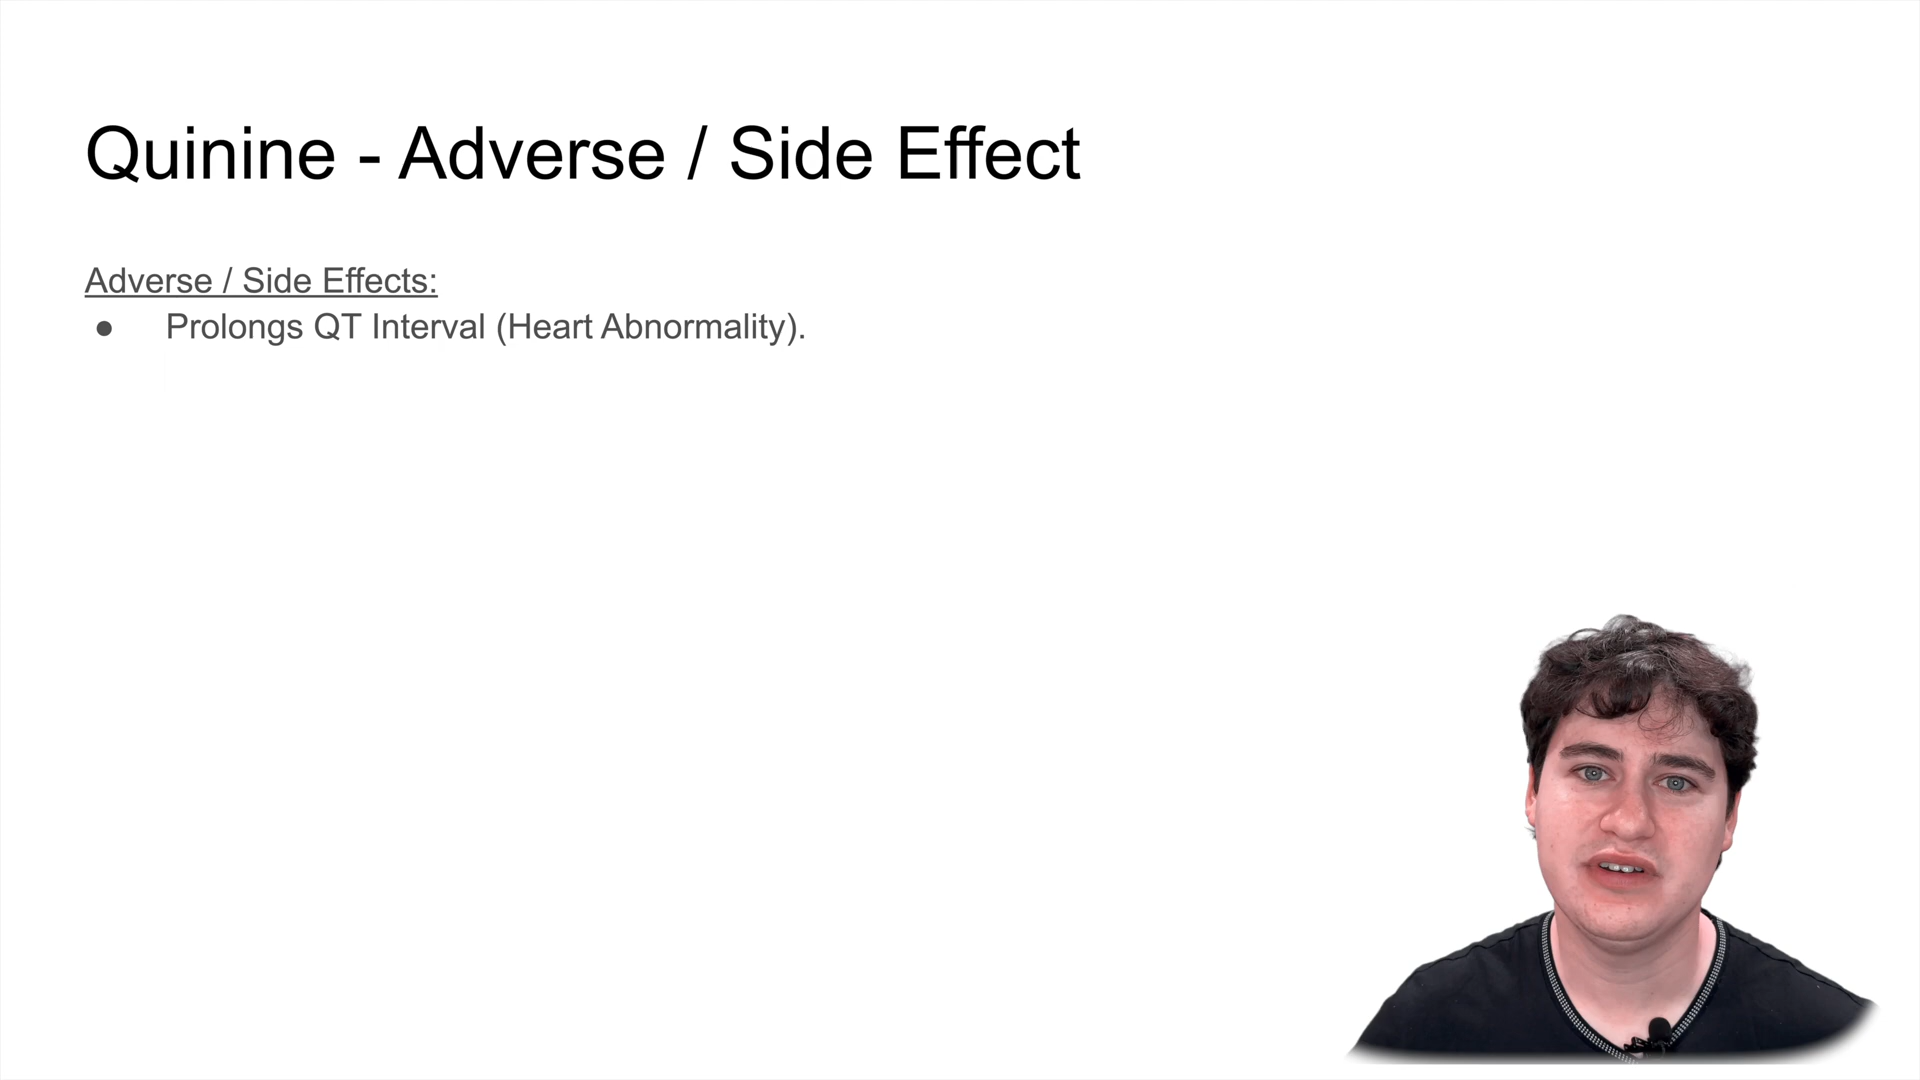 Quinine - Adverse / Side Effect
Adverse / Side Effects:
● Prolongs QT Interval (Heart Abnormality).